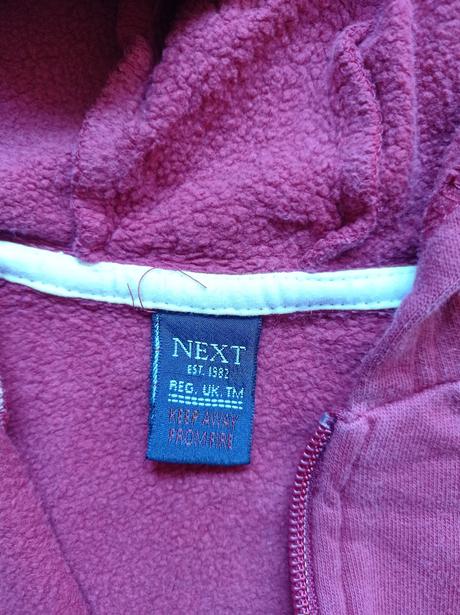 NEXT
EST. 1982
REG. UK. TM
KEEP AWAY
FROM FIRE